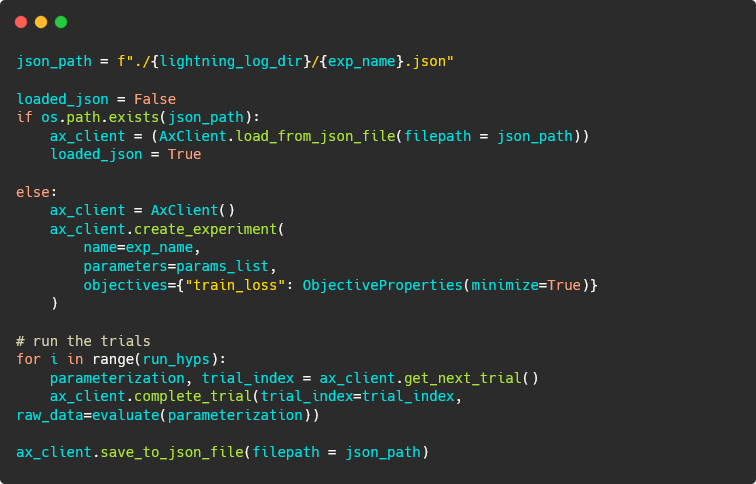 json_path = f"./{lightning_log_dir}/{exp_name}.json"

loaded_json = False
if os.path.exists(json_path):
    ax_client = (AxClient.load_from_json_file(filepath = json_path))
    loaded_json = True

else:
    ax_client = AxClient()
    ax_client.create_experiment(
        name=exp_name,
        parameters=params_list,
        objectives={"train_loss": ObjectiveProperties(minimize=True)}
    )

# run the trials
for i in range(run_hyps):
    parameterization, trial_index = ax_client.get_next_trial()
    ax_client.complete_trial(trial_index=trial_index,
raw_data=evaluate(parameterization))

ax_client.save_to_json_file(filepath = json_path)